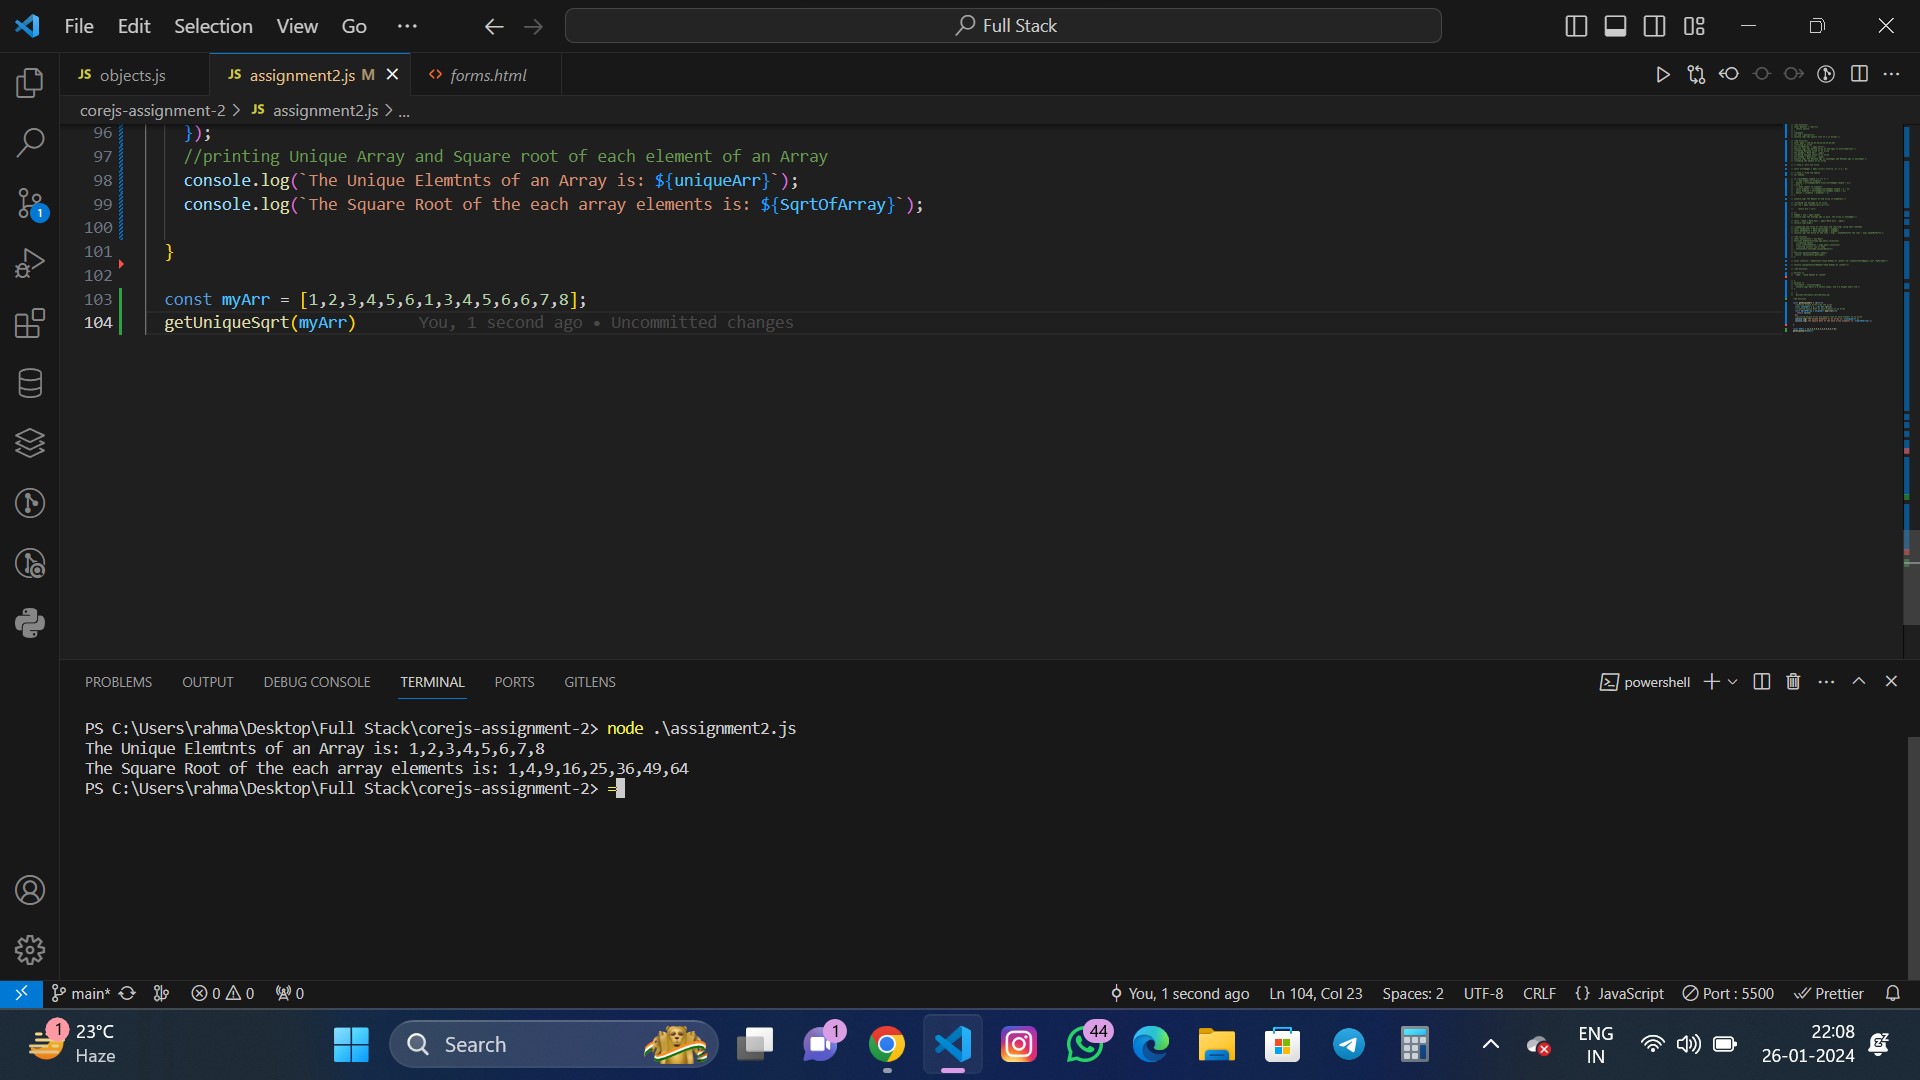 File Edit Selection View Go ··· Full Stack
JS objects.js JS assignment2.js M <> forms.html
corejs-assignment-2 > JS assignment2.js > ...
96 });
97 //printing Unique Array and Square root of each element of an Array
98 console.log(`The Unique Elemtnts of an Array is: ${uniqueArr}`);
99 console.log(`The Square Root of the each array elements is: ${SqrtOfArray}`);
100
101 }
102
103 const myArr = [1,2,3,4,5,6,1,3,4,5,6,6,7,8];
104 getUniqueSqrt(myArr) You, 1 second ago • Uncommitted changes
1
PROBLEMS OUTPUT DEBUG CONSOLE TERMINAL PORTS GITLENS powershell
PS C:\Users\rahma\Desktop\Full Stack\corejs-assignment-2> node .\assignment2.js
The Unique Elemtnts of an Array is: 1,2,3,4,5,6,7,8
The Square Root of the each array elements is: 1,4,9,16,25,36,49,64
PS C:\Users\rahma\Desktop\Full Stack\corejs-assignment-2> =
main* 0 0 0 You, 1 second ago Ln 104, Col 23 Spaces: 2 UTF-8 CRLF {} JavaScript Port : 5500 Prettier
1 23°C Search 1 44 ENG 22:08
Haze IN 26-01-2024